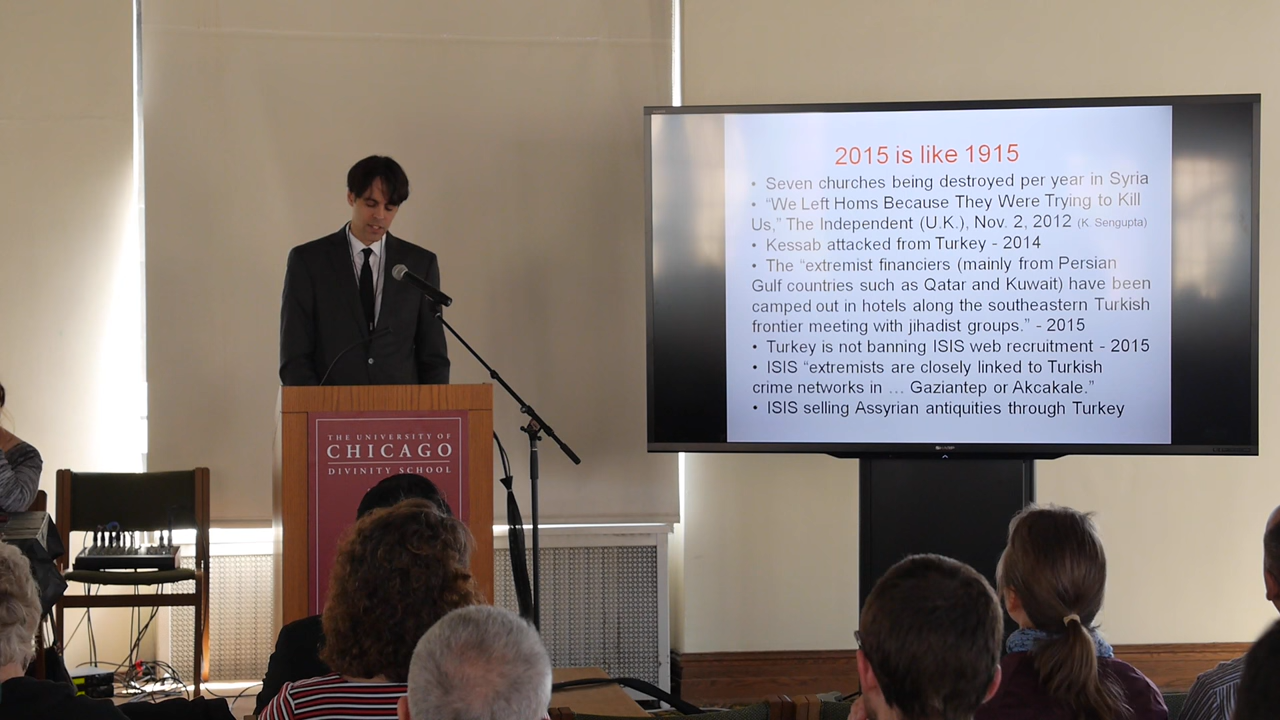 2015 is like 1915
• Seven churches being destroyed per year in Syria
• “We Left Homs Because They Were Trying to Kill
Us,” The Independent (U.K.), Nov. 2, 2012 (K Sengupta)
• Kessab attacked from Turkey - 2014
• The “extremist financiers (mainly from Persian
Gulf countries such as Qatar and Kuwait) have been
camped out in hotels along the southeastern Turkish
frontier meeting with jihadist groups.” - 2015
• Turkey is not banning ISIS web recruitment - 2015
• ISIS “extremists are closely linked to Turkish
crime networks in … Gaziantep or Akcakale.”
• ISIS selling Assyrian antiquities through Turkey
SHARP
THE UNIVERSITY OF
CHICAGO
DIVINITY SCHOOL